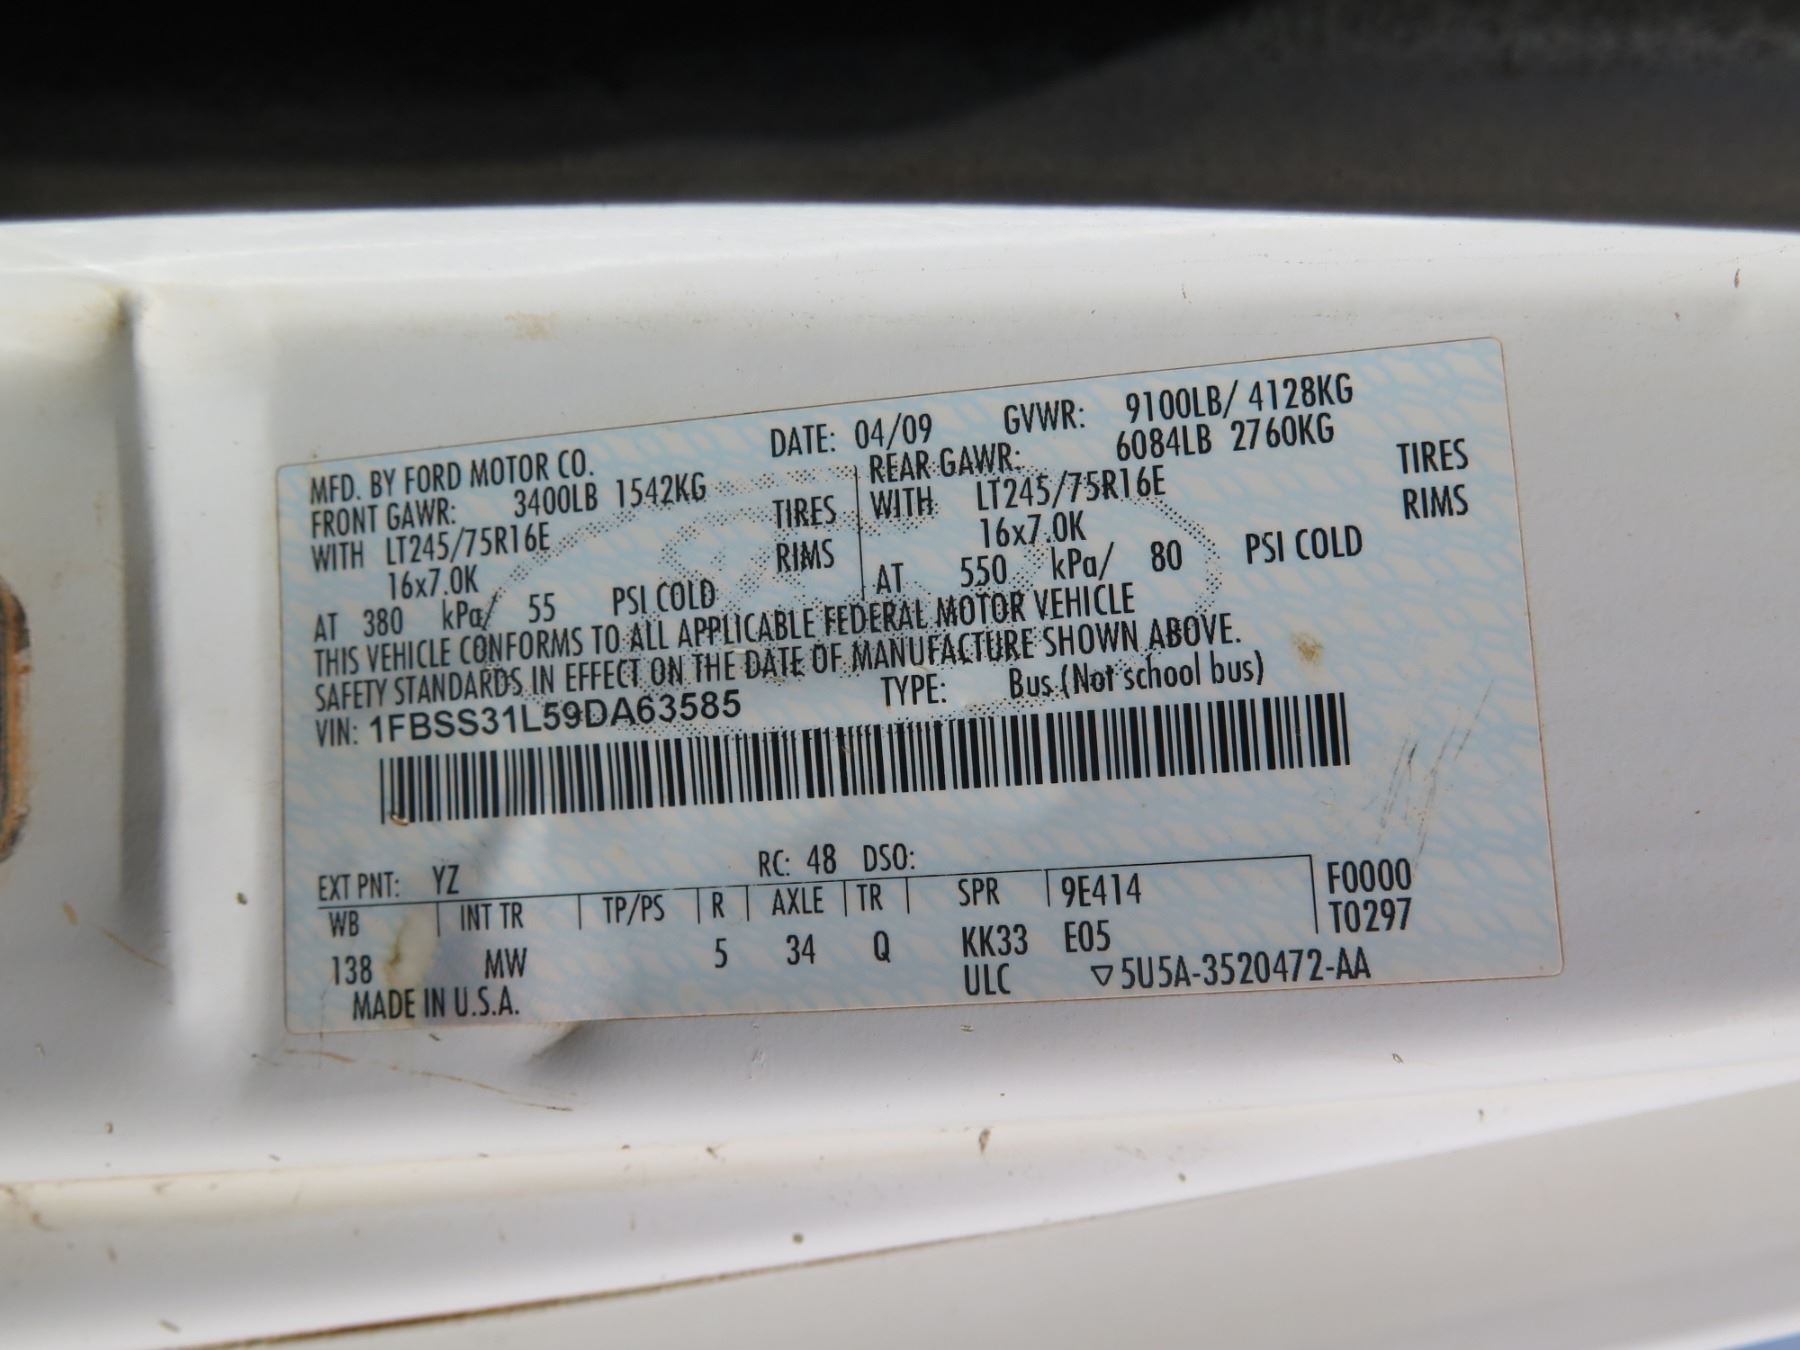 MFD. BY FORD MOTOR CO. DATE: 04/09 GVWR: 9100LB/ 4128KG
FRONT GAWR: 3400LB 1542KG REAR GAWR: 6084LB 2760KG
WITH LT245/75R16E TIRES WITH LT245/75R16E TIRES
16x7.0K RIMS 16x7.0K RIMS
AT 380 kPa/ 55 PSI COLD AT 550 kPa/ 80 PSI COLD
THIS VEHICLE CONFORMS TO ALL APPLICABLE FEDERAL MOTOR VEHICLE
SAFETY STANDARDS IN EFFECT ON THE DATE OF MANUFACTURE SHOWN ABOVE.
VIN: 1FBSS31L59DA63585 TYPE: Bus (Not school bus)
EXT PNT: YZ RC: 48 DSO:
WB INT TR TP/PS R AXLE TR SPR 9E414 F0000
138 MW 5 34 Q KK33 E05 T0297
MADE IN U.S.A. ULC ▽5U5A-3520472-AA